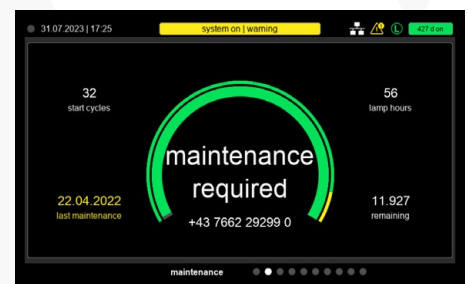 31.07.2023 | 17:25
system on | warning
L
427 d on
32
start cycles
56
lamp hours
maintenance
required
+43 7662 29299 0
22.04.2022
last maintenance
11.927
remaining
maintenance